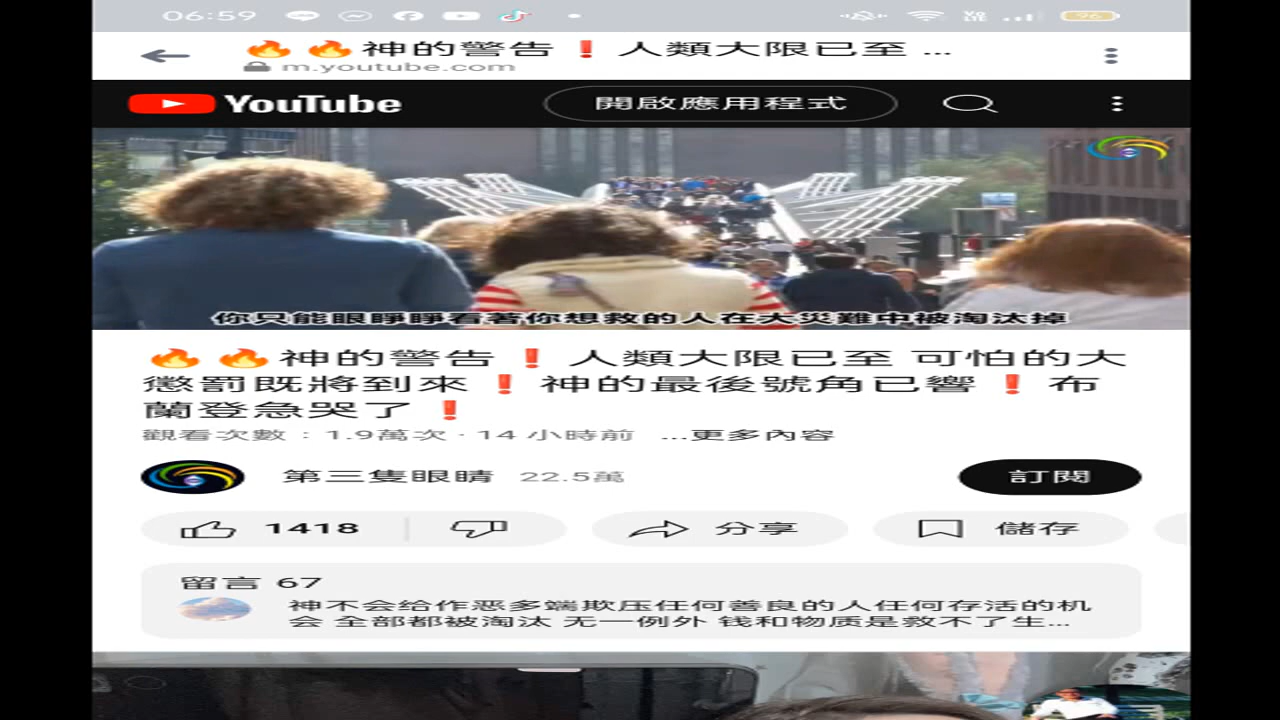 06:59
96
🔥🔥神的警告❗人類大限已至 ...
m.youtube.com
YouTube
開啟應用程式
你只能眼睜睜看著你想救的人在大災難中被淘汰掉
🔥🔥神的警告❗人類大限已至 可怕的大
懲罰既將到來❗神的最後號角已響❗布
蘭登急哭了❗
觀看次數：1.9萬次 · 14 小時前 ...更多內容
第三隻眼睛 22.5萬
訂閱
1418
分享
儲存
留言 67
神不会给作恶多端欺压任何善良的人任何存活的机
会 全部都被淘汰 无一例外 钱和物质是救不了生...